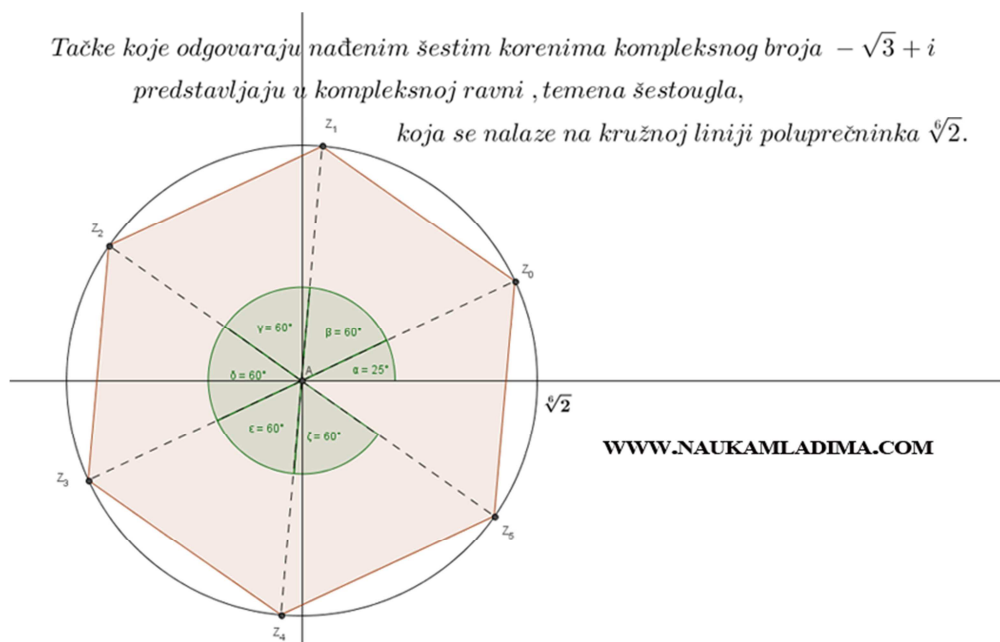 Tačke koje odgovaraju nađenim šestim korenima kompleksnog broja −√3 + i
predstavljaju u kompleksnoj ravni , temena šestougla,
koja se nalaze na kružnoj liniji poluprečninka ⁶√2.
Z₁
Z₂
Z₀
γ = 60°
β = 60°
A
δ = 60°
α = 25°
⁶√2
ε = 60°
ζ = 60°
WWW.NAUKAMLADIMA.COM
Z₃
Z₅
Z₄